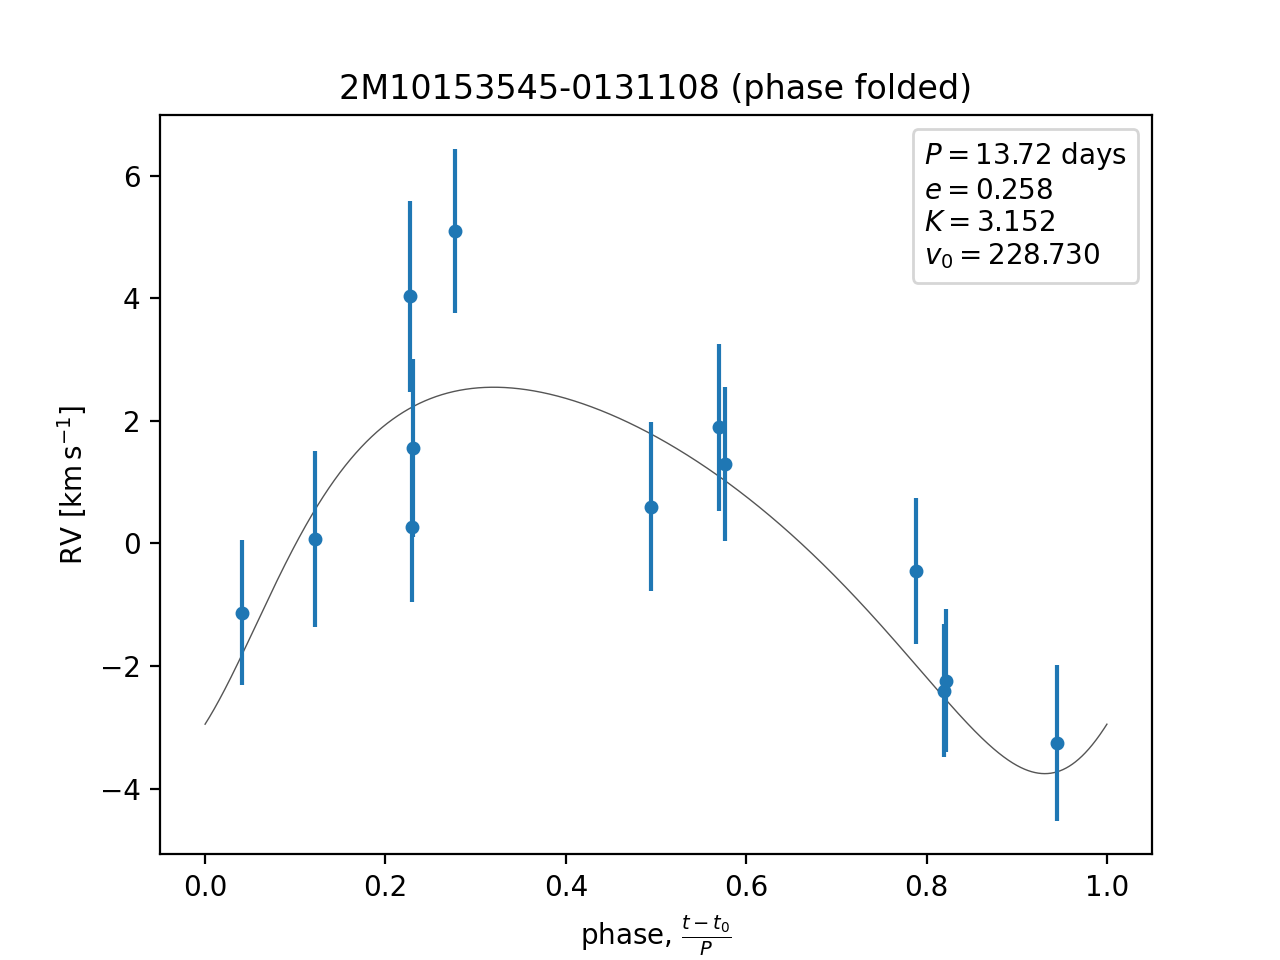 2M10153545-0131108 (phase folded)
P = 13.72 days
e = 0.258
K = 3.152
v₀ = 228.730
RV [km s⁻¹]
6
4
2
0
−2
−4
0.0 0.2 0.4 0.6 0.8 1.0
phase, (t − t₀)/P